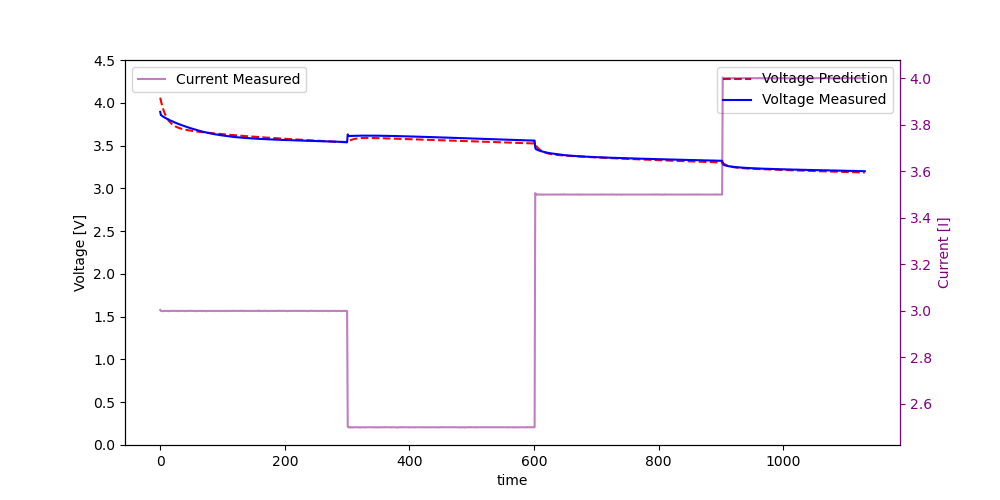 Current Measured
Voltage Prediction
Voltage Measured
4.5
4.0
3.5
3.0
2.5
2.0
1.5
1.0
0.5
0.0
Voltage [V]
4.0
3.8
3.6
3.4
3.2
3.0
2.8
2.6
Current [I]
0 200 400 600 800 1000
time